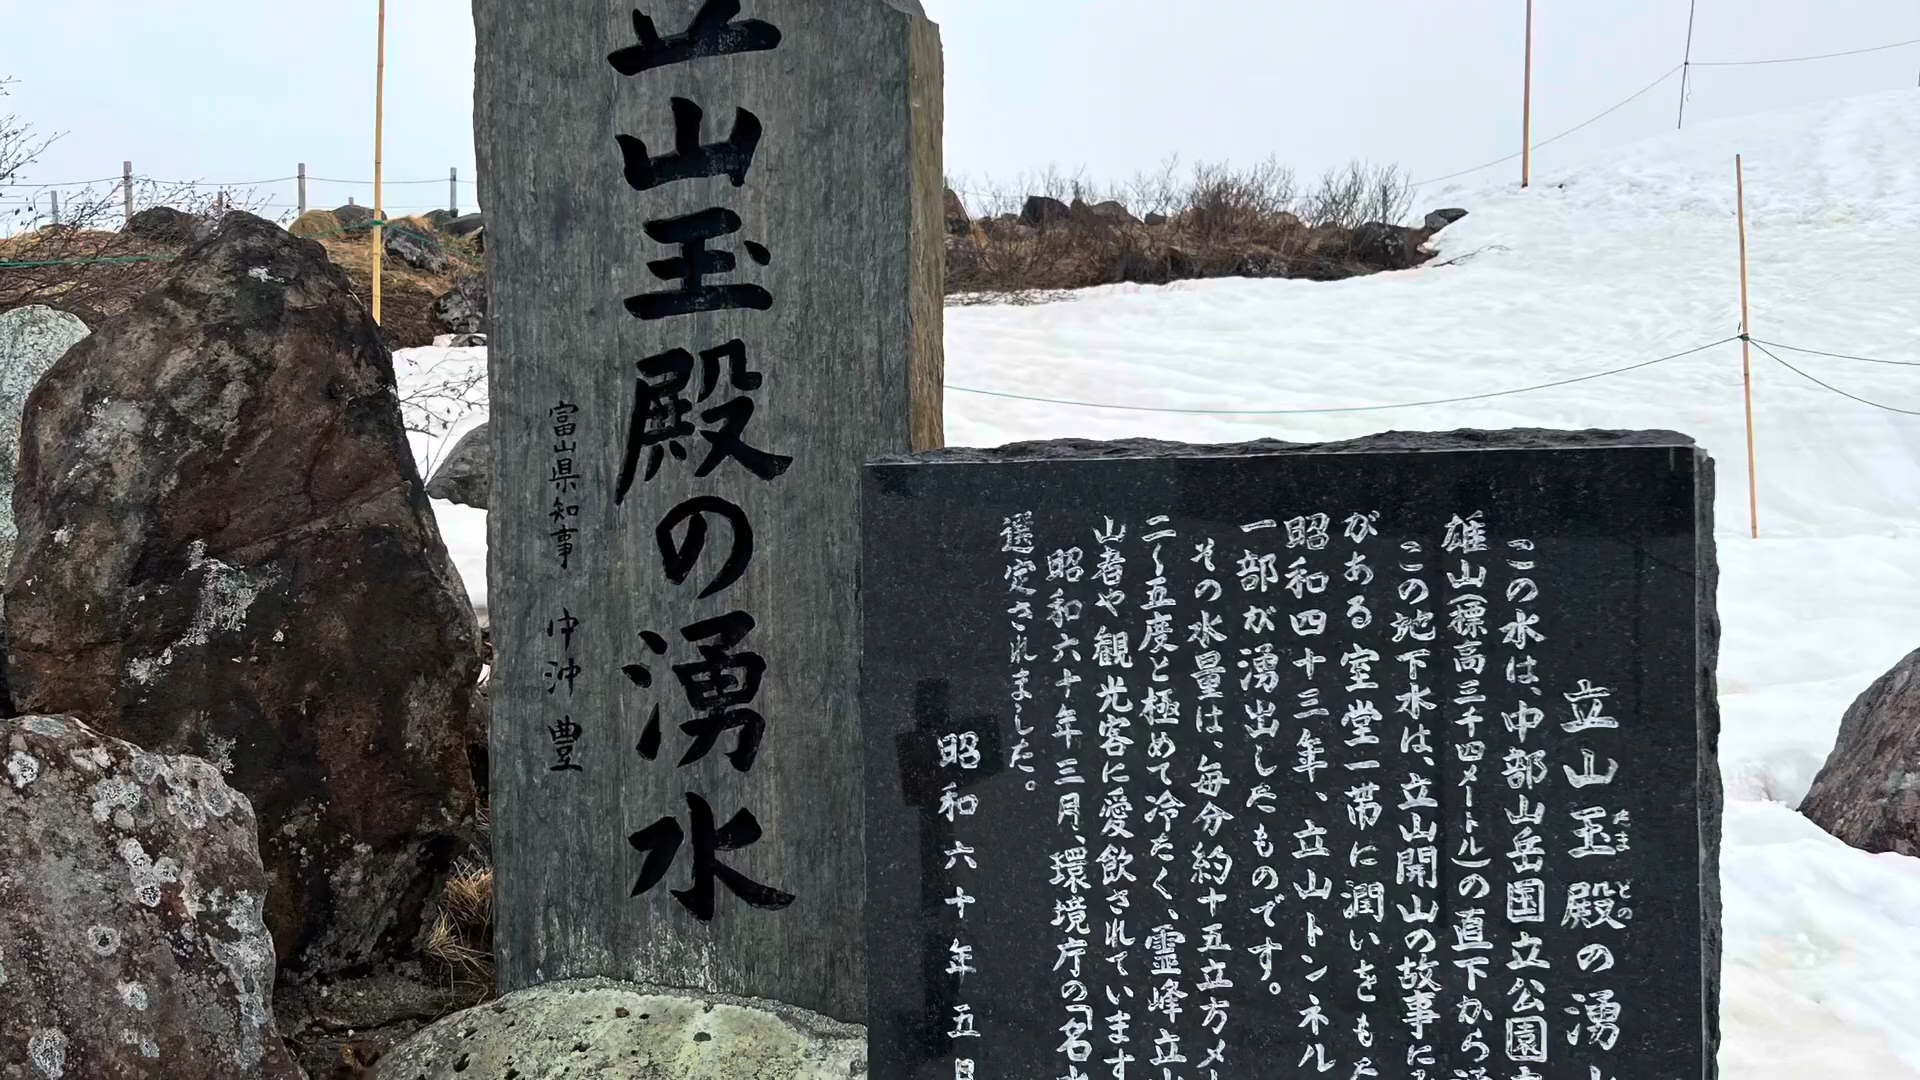 立山玉殿の湧水
富山県知事 中沖 豊
立山玉殿の湧
たま どの
この水は、中部山岳国立公園
雄山(標高三千四メートル)の直下から
この地下水は、立山開山の故事に
がある室堂一帯に潤いをもた
昭和四十三年、立山トンネル
一部が湧出したものです。
その水量は、毎分約十五立方メー
二〜五度と極めて冷たく、霊峰立山
山者や観光客に愛飲されています
昭和六十年三月、環境庁の「名水
選定されました。
昭和六十年五月